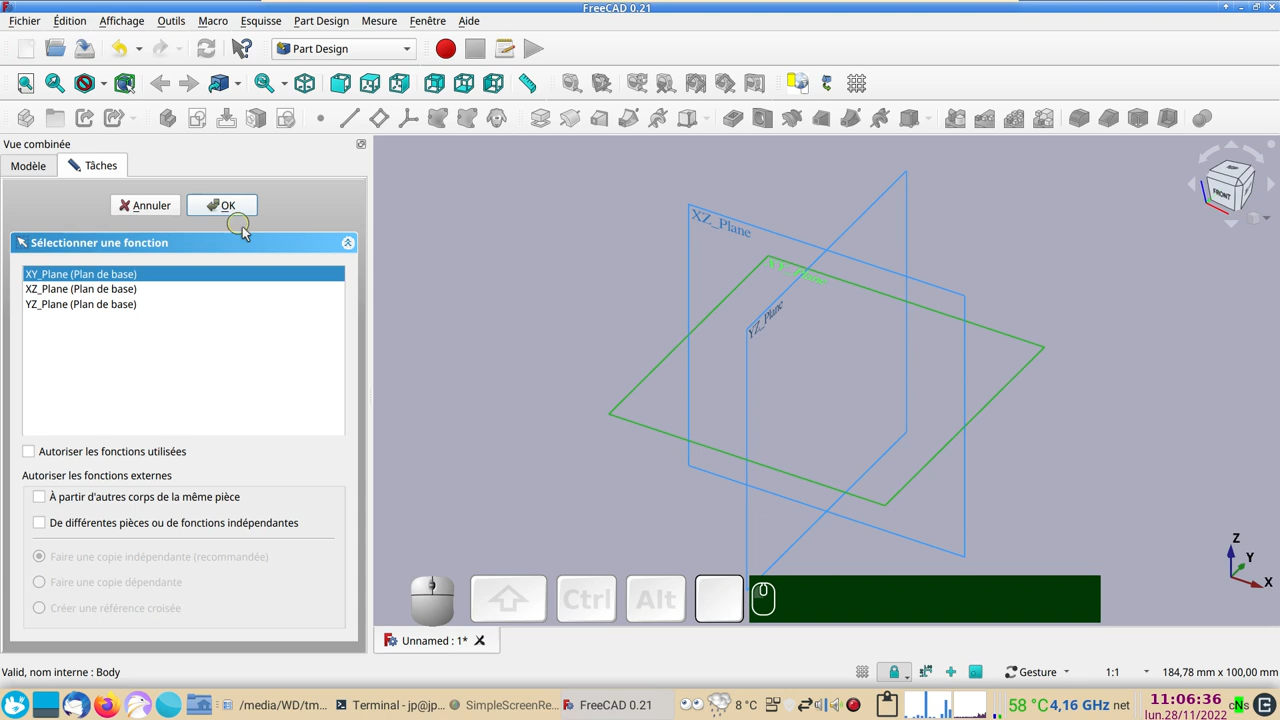 FreeCAD 0.21
Fichier Édition Affichage Outils Macro Esquisse Part Design Mesure Fenêtre Aide
Part Design
Vue combinée
Modèle Tâches
Annuler OK
Sélectionner une fonction
XY_Plane (Plan de base)
XZ_Plane (Plan de base)
YZ_Plane (Plan de base)
Autoriser les fonctions utilisées
Autoriser les fonctions externes
À partir d'autres corps de la même pièce
De différentes pièces ou de fonctions indépendantes
Faire une copie indépendante (recommandée)
Faire une copie dépendante
Créer une référence croisée
XZ_Plane
XY_Plane
YZ_Plane
FRONT
Z
Y
X
Ctrl Alt
Unnamed : 1*
Valid, nom interne : Body
Gesture 1:1 184,78 mm x 100,00 mm
/media/WD/tm... Terminal - jp@jp... SimpleScreenRe... FreeCAD 0.21 8 °C 58 °C 4,16 GHz net 11:06:36 cNs
lun.28/11/2022